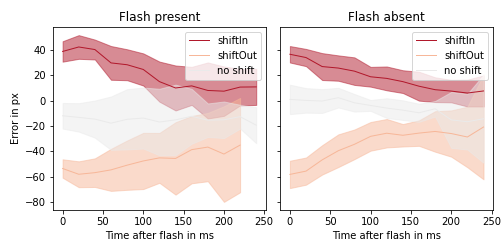 Flash present
Flash absent
shiftIn
shiftOut
no shift
shiftIn
shiftOut
no shift
Error in px
40
20
0
−20
−40
−60
−80
0
50
100
150
200
250
0
50
100
150
200
250
Time after flash in ms
Time after flash in ms